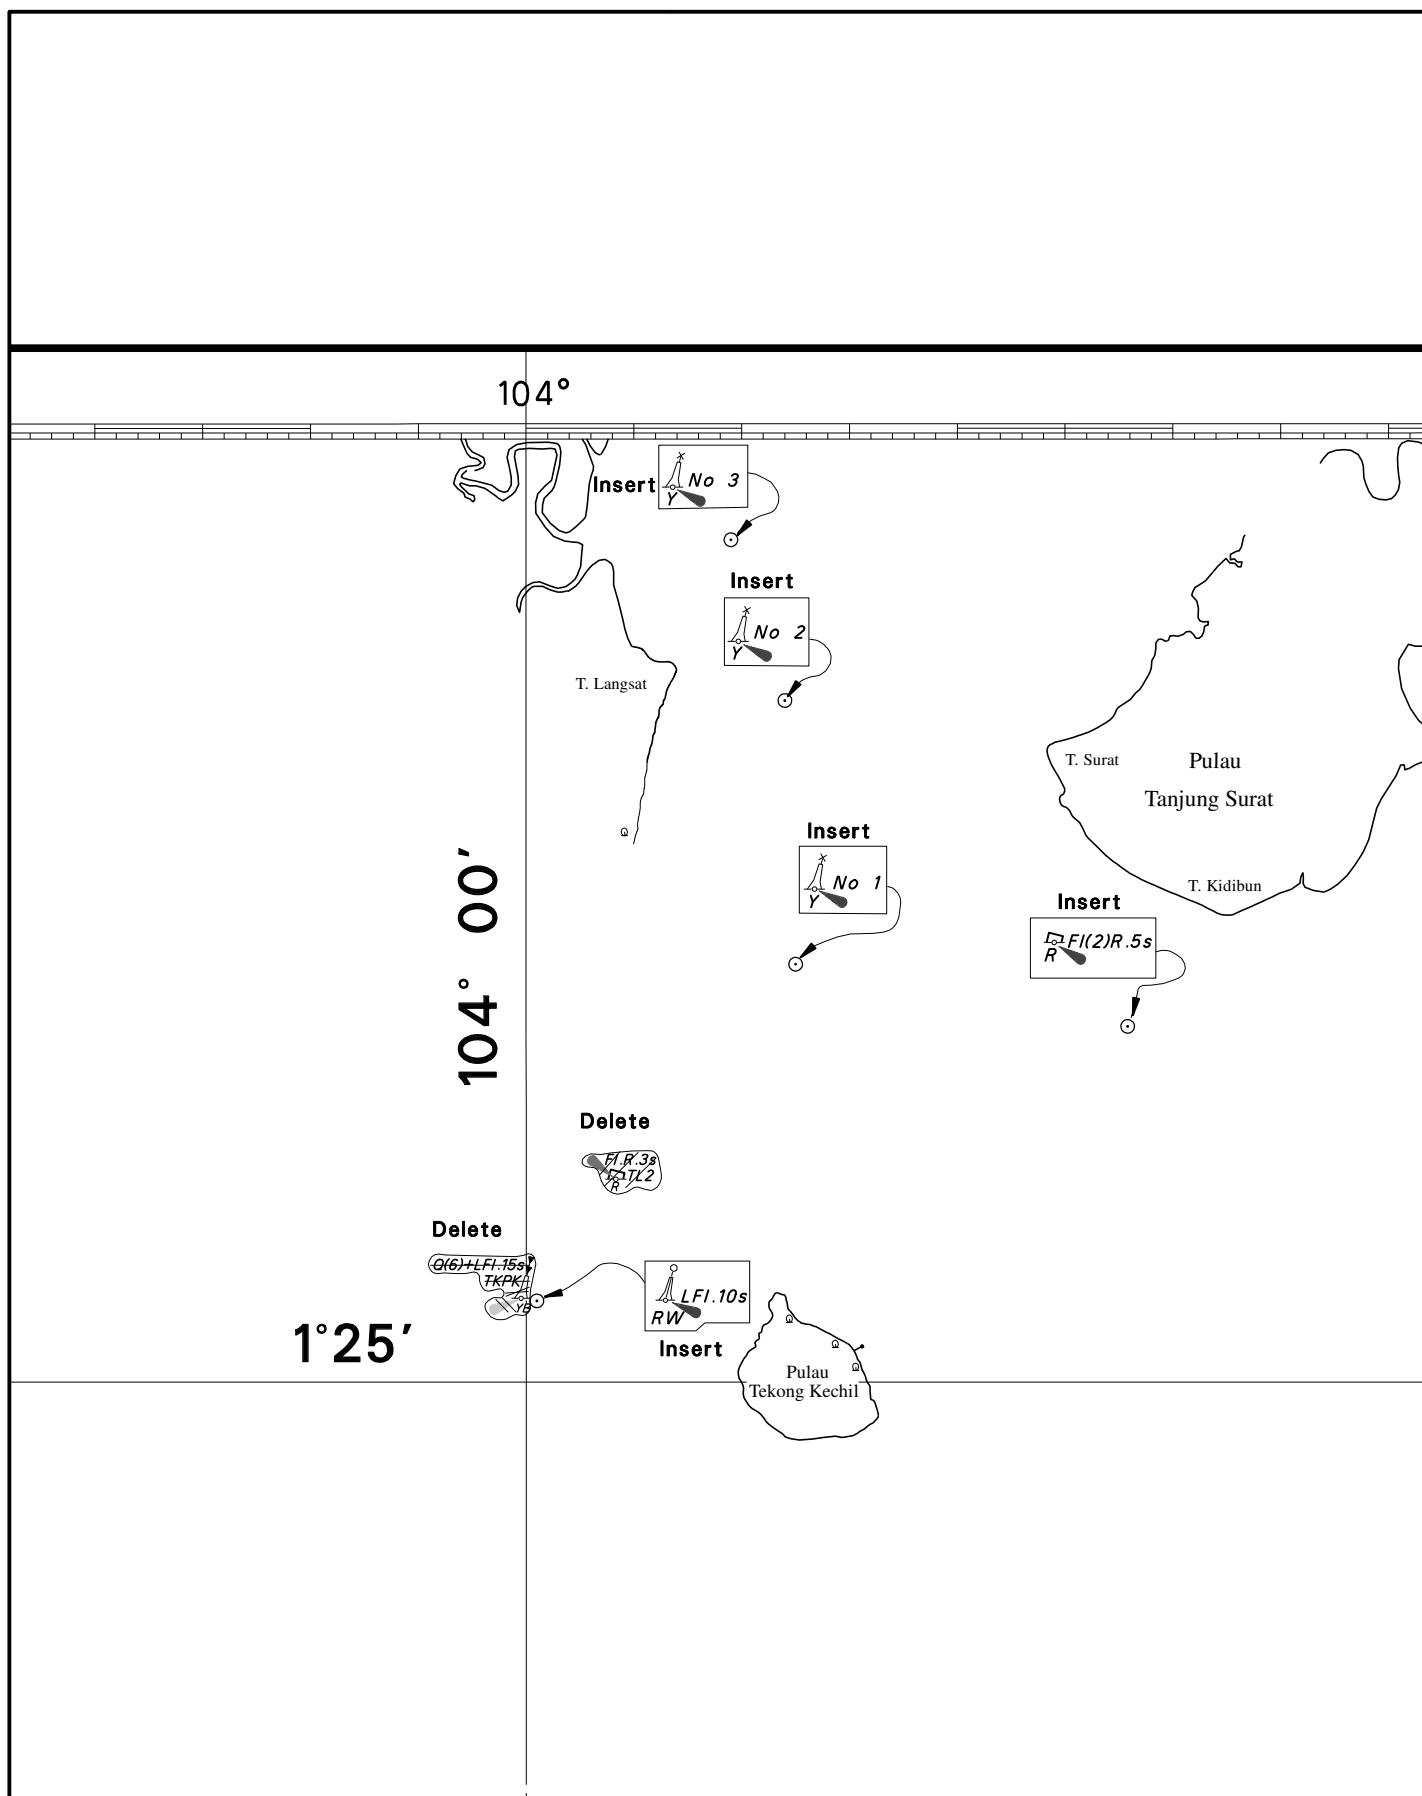 104°
Insert
No 3
Y
Insert
No 2
Y
T. Langsat
T. Surat
Pulau
Tanjung Surat
Insert
No 1
Y
T. Kidibun
Insert
Fl(2)R.5s
R
104° 00′
Delete
Fl.R.3s
TL2
R
Delete
Q(6)+LFl.15s
TKPK
YB
LFl.10s
RW
Insert
1°25′
Pulau
Tekong Kechil